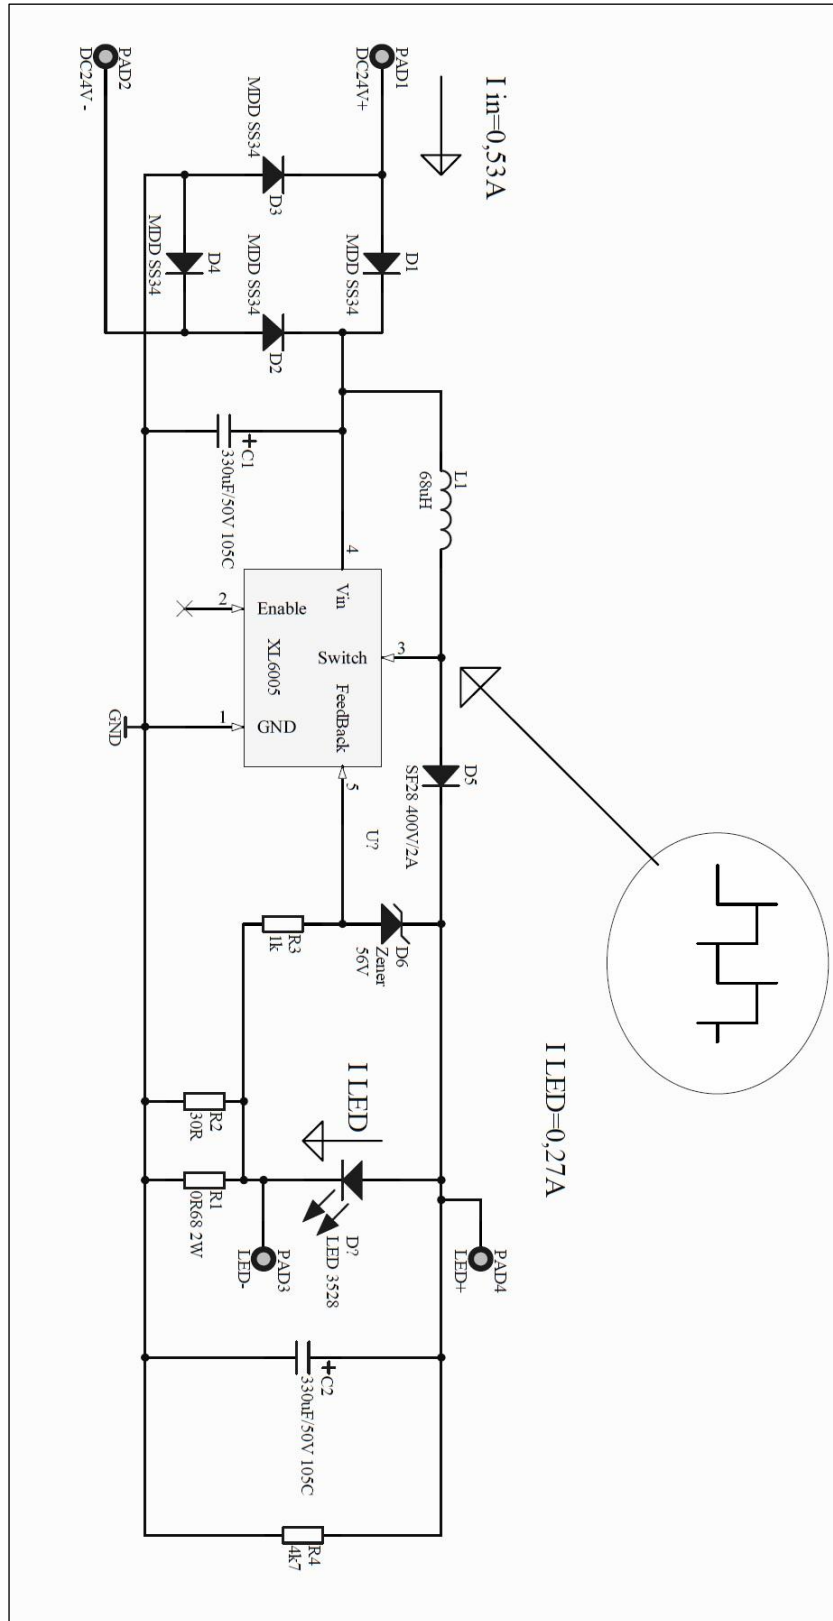 PAD1
DC24V+
PAD2
DC24V -
I in=0,53A
MDD SS34
D3
MDD SS34
D4
MDD SS34
D2
MDD SS34
D1
C1
330uF/50V 105C
L1
68uH
4
Vin
2
Enable
XL6005
Switch
3
FeedBack
1
GND
GND
5
U?
D5
SF28 400V/2A
R3
1k
D6
Zener
56V
I LED=0,27A
I LED
R2
30R
R1
0R68 2W
D?
LED 3528
PAD3
LED-
PAD4
LED+
C2
330uF/50V 105C
R4
4k7